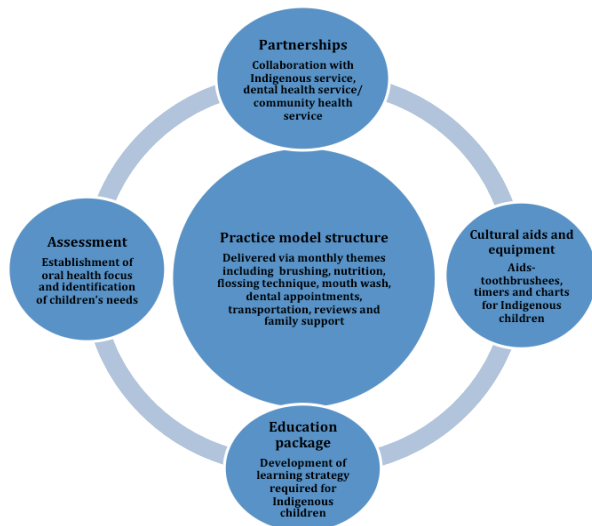 Partnerships
Collaboration with
Indigenous service,
dental health service/
community health
service
Assessment
Establishment of
oral health focus
and identification
of children's needs
Practice model structure
Delivered via monthly themes
including brushing, nutrition,
flossing technique, mouth wash,
dental appointments,
transportation, reviews and
family support
Cultural aids and
equipment
Aids-
toothbrushees,
timers and charts
for Indigenous
children
Education
package
Development of
learning strategy
required for
Indigenous
children